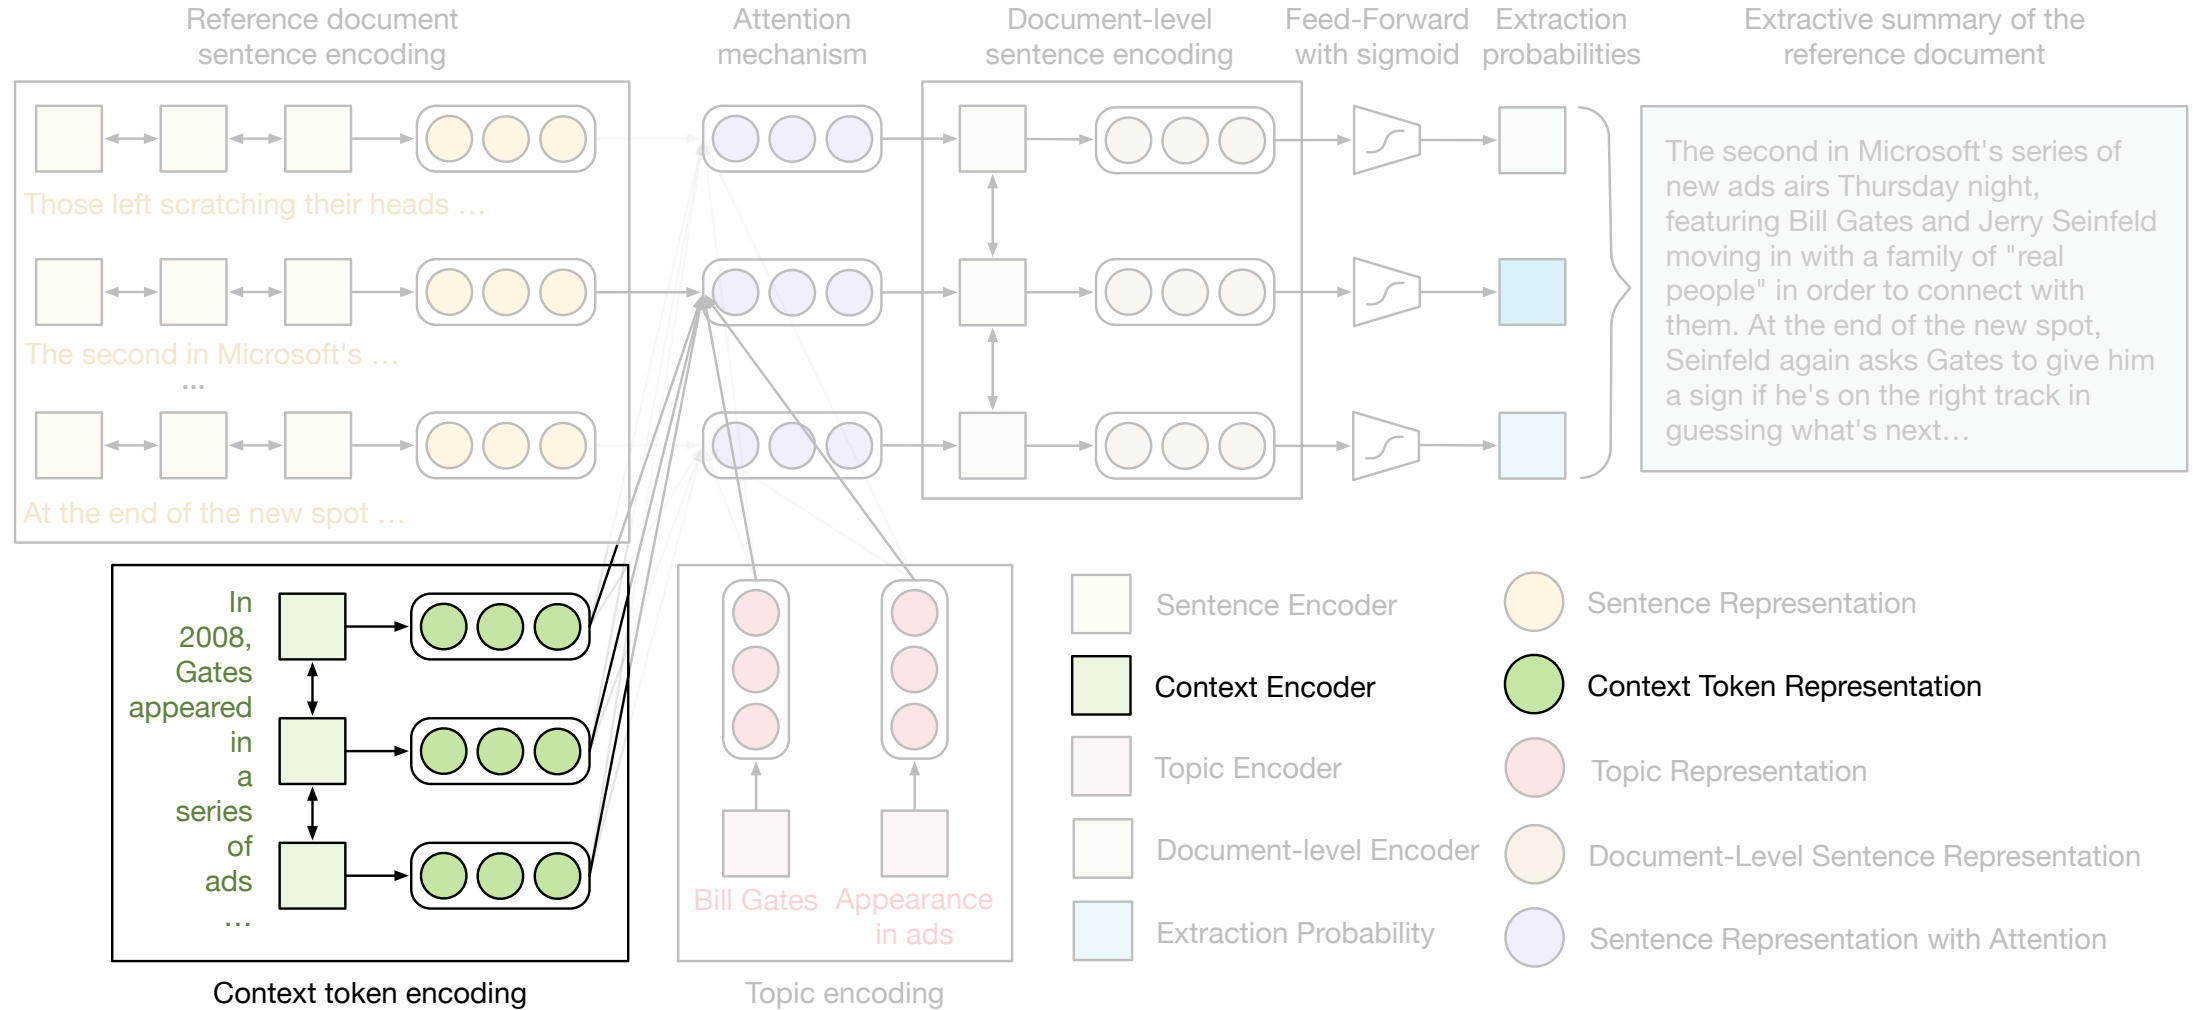 Reference document
sentence encoding
Attention
mechanism
Document-level
sentence encoding
Feed-Forward
with sigmoid
Extraction
probabilities
Extractive summary of the
reference document
Those left scratching their heads …
The second in Microsoft's …
...
At the end of the new spot …
The second in Microsoft's series of
new ads airs Thursday night,
featuring Bill Gates and Jerry Seinfeld
moving in with a family of "real
people" in order to connect with
them. At the end of the new spot,
Seinfeld again asks Gates to give him
a sign if he's on the right track in
guessing what's next…
In
2008,
Gates
appeared
in
a
series
of
ads
…
Context token encoding
Bill Gates
Appearance
in ads
Topic encoding
Sentence Encoder
Context Encoder
Topic Encoder
Document-level Encoder
Extraction Probability
Sentence Representation
Context Token Representation
Topic Representation
Document-Level Sentence Representation
Sentence Representation with Attention